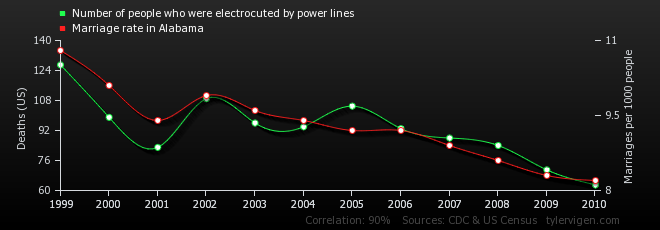 Number of people who were electrocuted by power lines
Marriage rate in Alabama
140
124
108
92
76
60
Deaths (US)
11
9.5
8
Marriages per 1000 people
1999 2000 2001 2002 2003 2004 2005 2006 2007 2008 2009 2010
Correlation: 90% Sources: CDC & US Census tylervigen.com